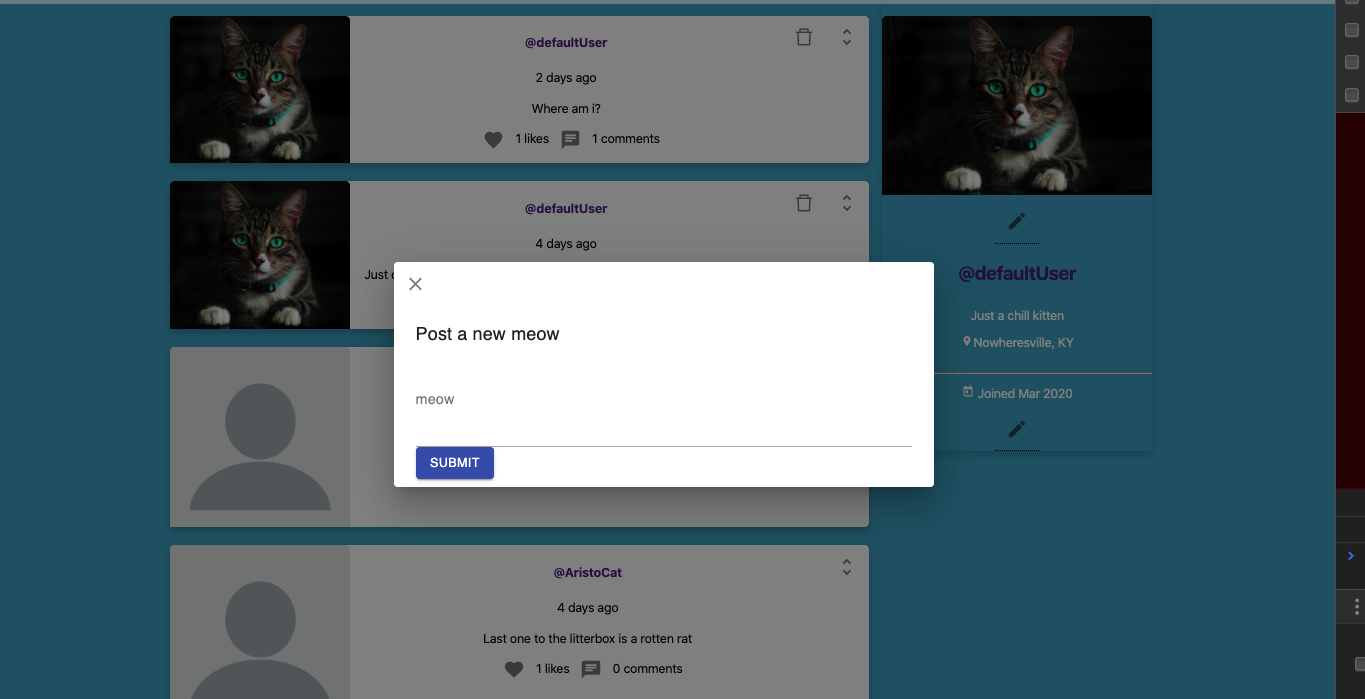 @defaultUser
2 days ago
Where am i?
1 likes 1 comments
@defaultUser
4 days ago
Just
Post a new meow
meow
SUBMIT
@AristoCat
4 days ago
Last one to the litterbox is a rotten rat
1 likes 0 comments
@defaultUser
Just a chill kitten
Nowheresville, KY
Joined Mar 2020